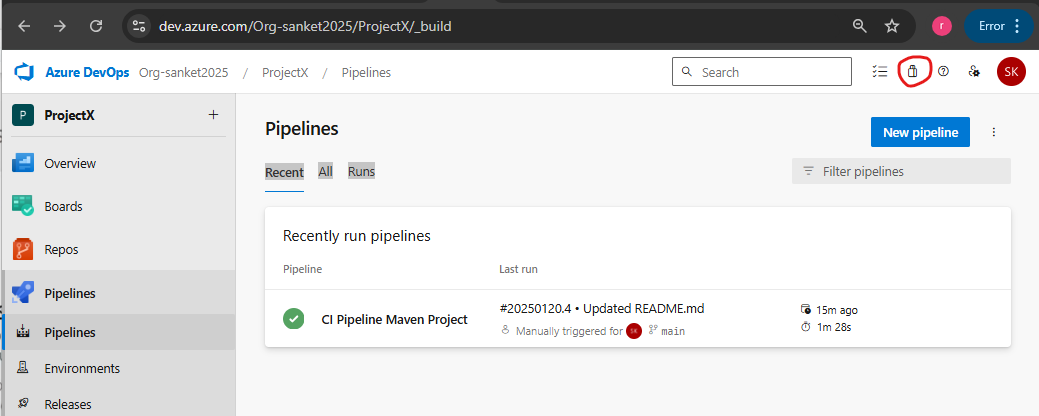 dev.azure.com/Org-sanket2025/ProjectX/_build
r
Error
Azure DevOps Org-sanket2025 / ProjectX / Pipelines
Search
SK
P ProjectX +
Overview
Boards
Repos
Pipelines
Pipelines
Environments
Releases
Pipelines
New pipeline
Recent All Runs
Filter pipelines
Recently run pipelines
Pipeline Last run
CI Pipeline Maven Project
#20250120.4 • Updated README.md
Manually triggered for SK main
15m ago
1m 28s